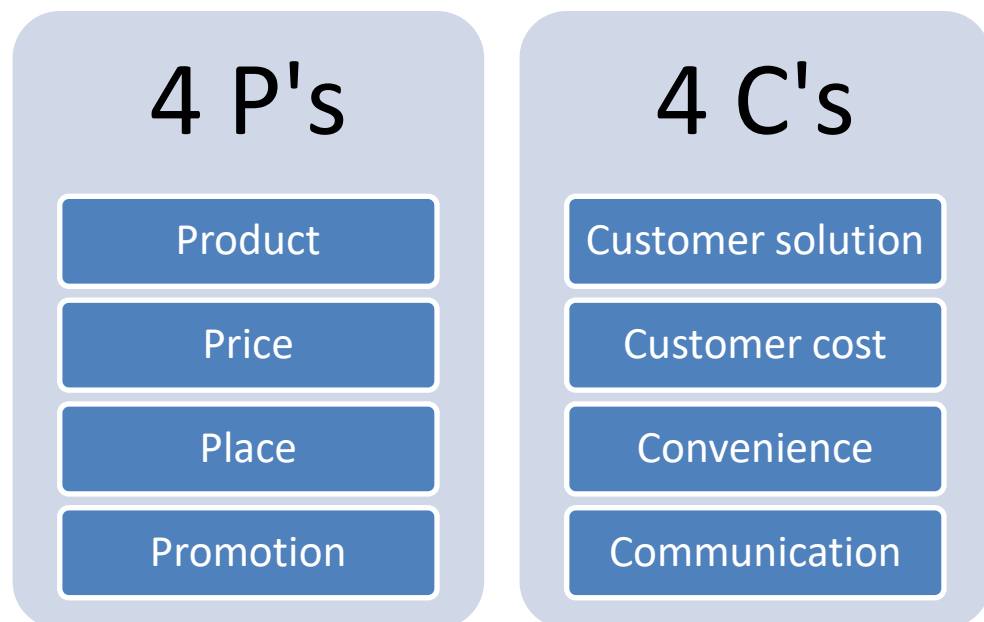 4 P's
Product
Price
Place
Promotion
4 C's
Customer solution
Customer cost
Convenience
Communication